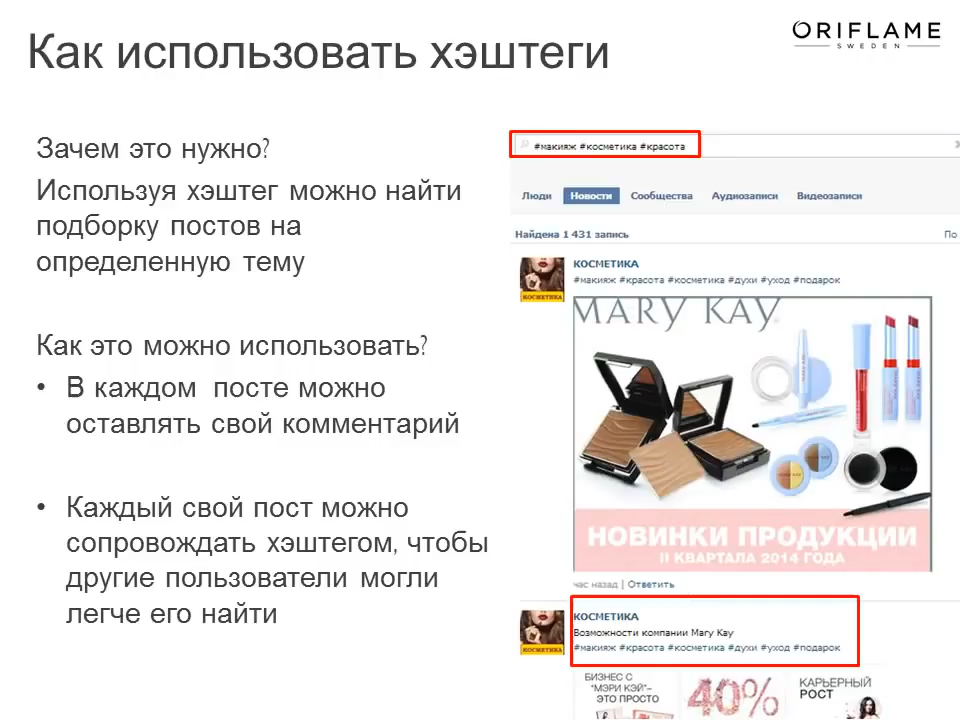 Как использовать хэштеги
ORIFLAME
SWEDEN
Зачем это нужно?
Используя хэштег можно найти
подборку постов на
определенную тему
Как это можно использовать?
• В каждом посте можно
оставлять свой комментарий
• Каждый свой пост можно
сопровождать хэштегом, чтобы
другие пользователи могли
легче его найти
#макияж #косметика #красота
Люди Новости Сообщества Аудиозаписи Видеозаписи
Найдена 1 431 запись По
КОСМЕТИКА
#макияж #красота #косметика #духи #уход #подарок
КОСМЕТИКА
MARY KAY
НОВИНКИ ПРОДУКЦИИ
II КВАРТАЛА 2014 ГОДА
час назад | Ответить
КОСМЕТИКА
Возможности компании Mary Kay
#макияж #красота #косметика #духи #уход #подарок
КОСМЕТИКА
БИЗНЕС С
"МЭРИ КЭЙ"–
ЭТО ПРОСТО
40%
КАРЬЕРНЫЙ
РОСТ